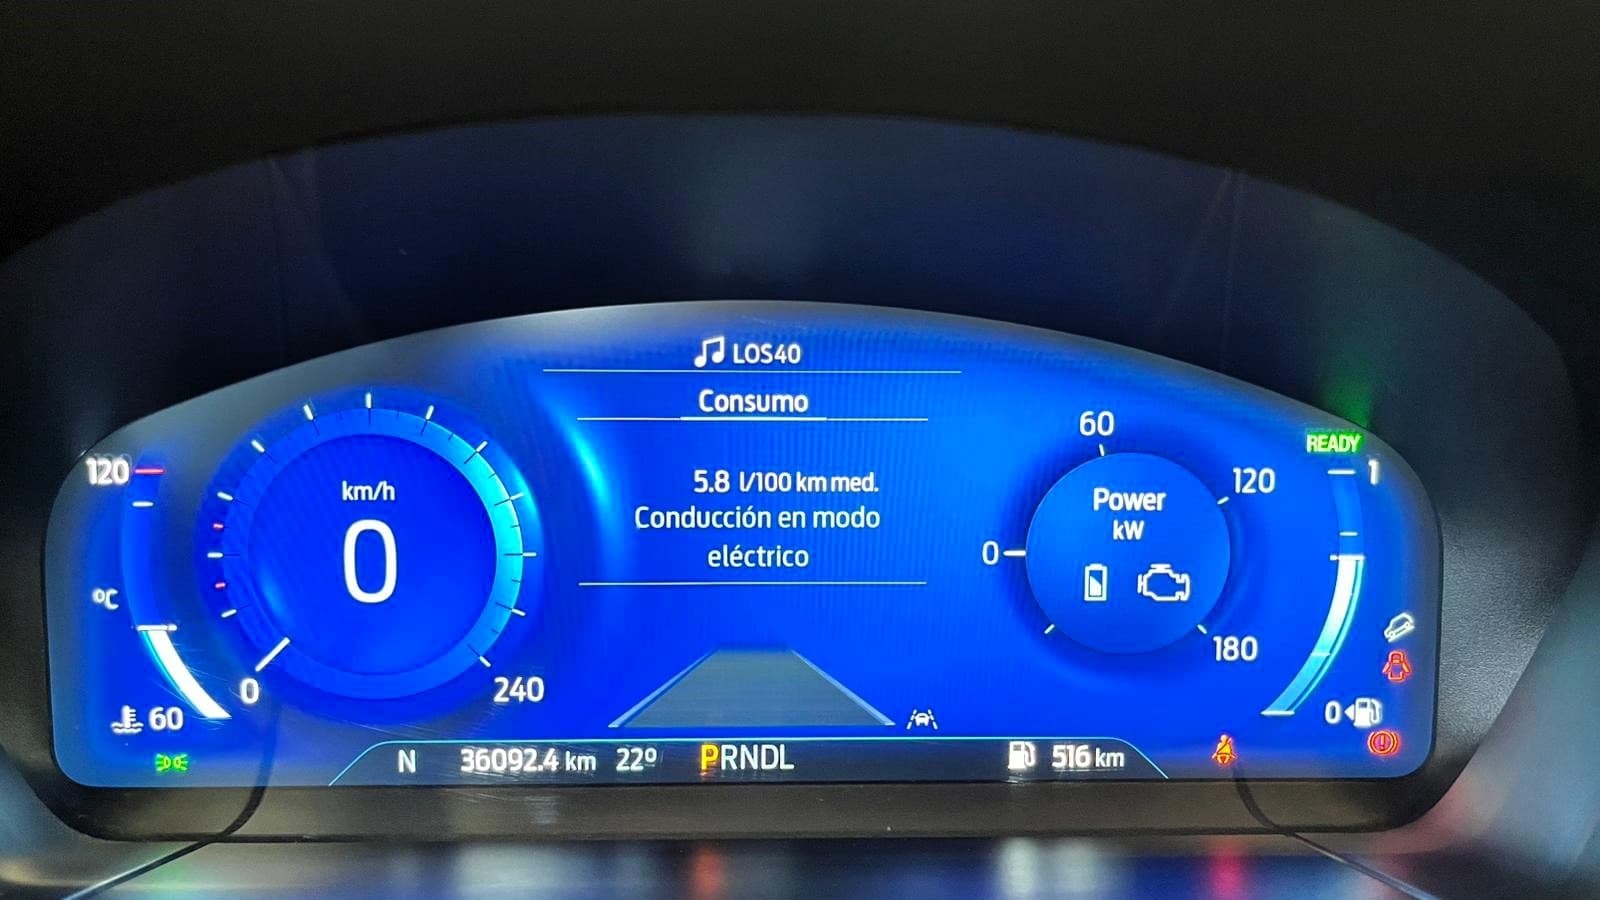 LOS40
Consumo
5.8 l/100 km med.
Conducción en modo
eléctrico
120
ºC
60
km/h
0
0
240
60
120
0
180
Power
kW
READY
1
0
N 36092.4 km 22º PRNDL 516 km